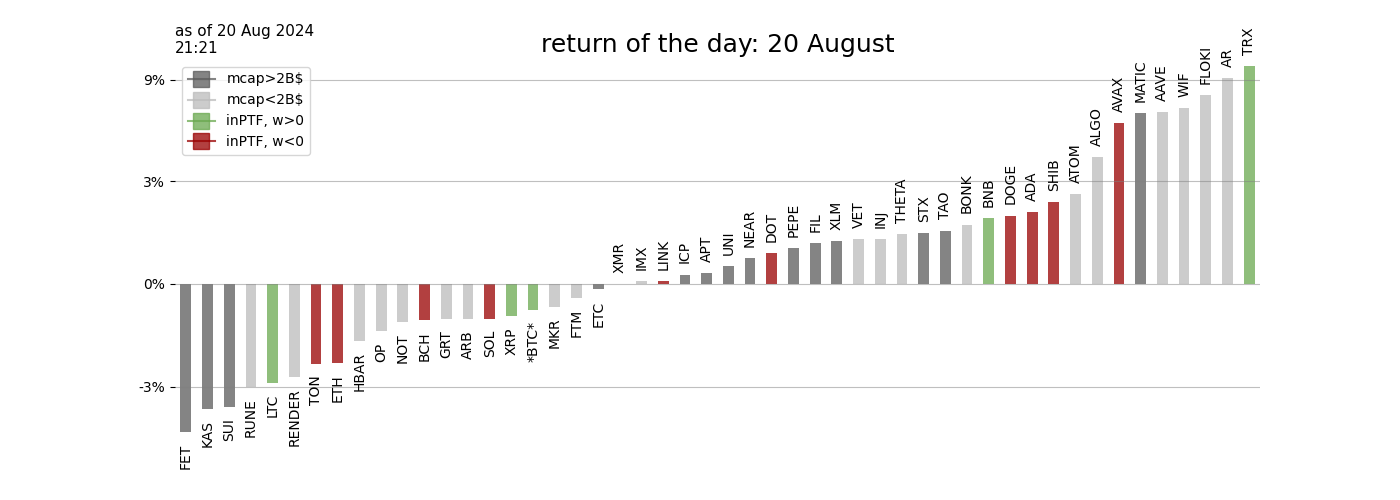 as of 20 Aug 2024
21:21
return of the day: 20 August
mcap>2B$
mcap<2B$
inPTF, w>0
inPTF, w<0
9%
3%
0%
-3%
FET
KAS
SUI
RUNE
LTC
RENDER
TON
ETH
HBAR
OP
NOT
BCH
GRT
ARB
SOL
XRP
*BTC*
MKR
FTM
ETC
XMR
IMX
LINK
ICP
APT
UNI
NEAR
DOT
PEPE
FIL
XLM
VET
INJ
THETA
STX
TAO
BONK
BNB
DOGE
ADA
SHIB
ATOM
ALGO
AVAX
MATIC
AAVE
WIF
FLOKI
AR
TRX